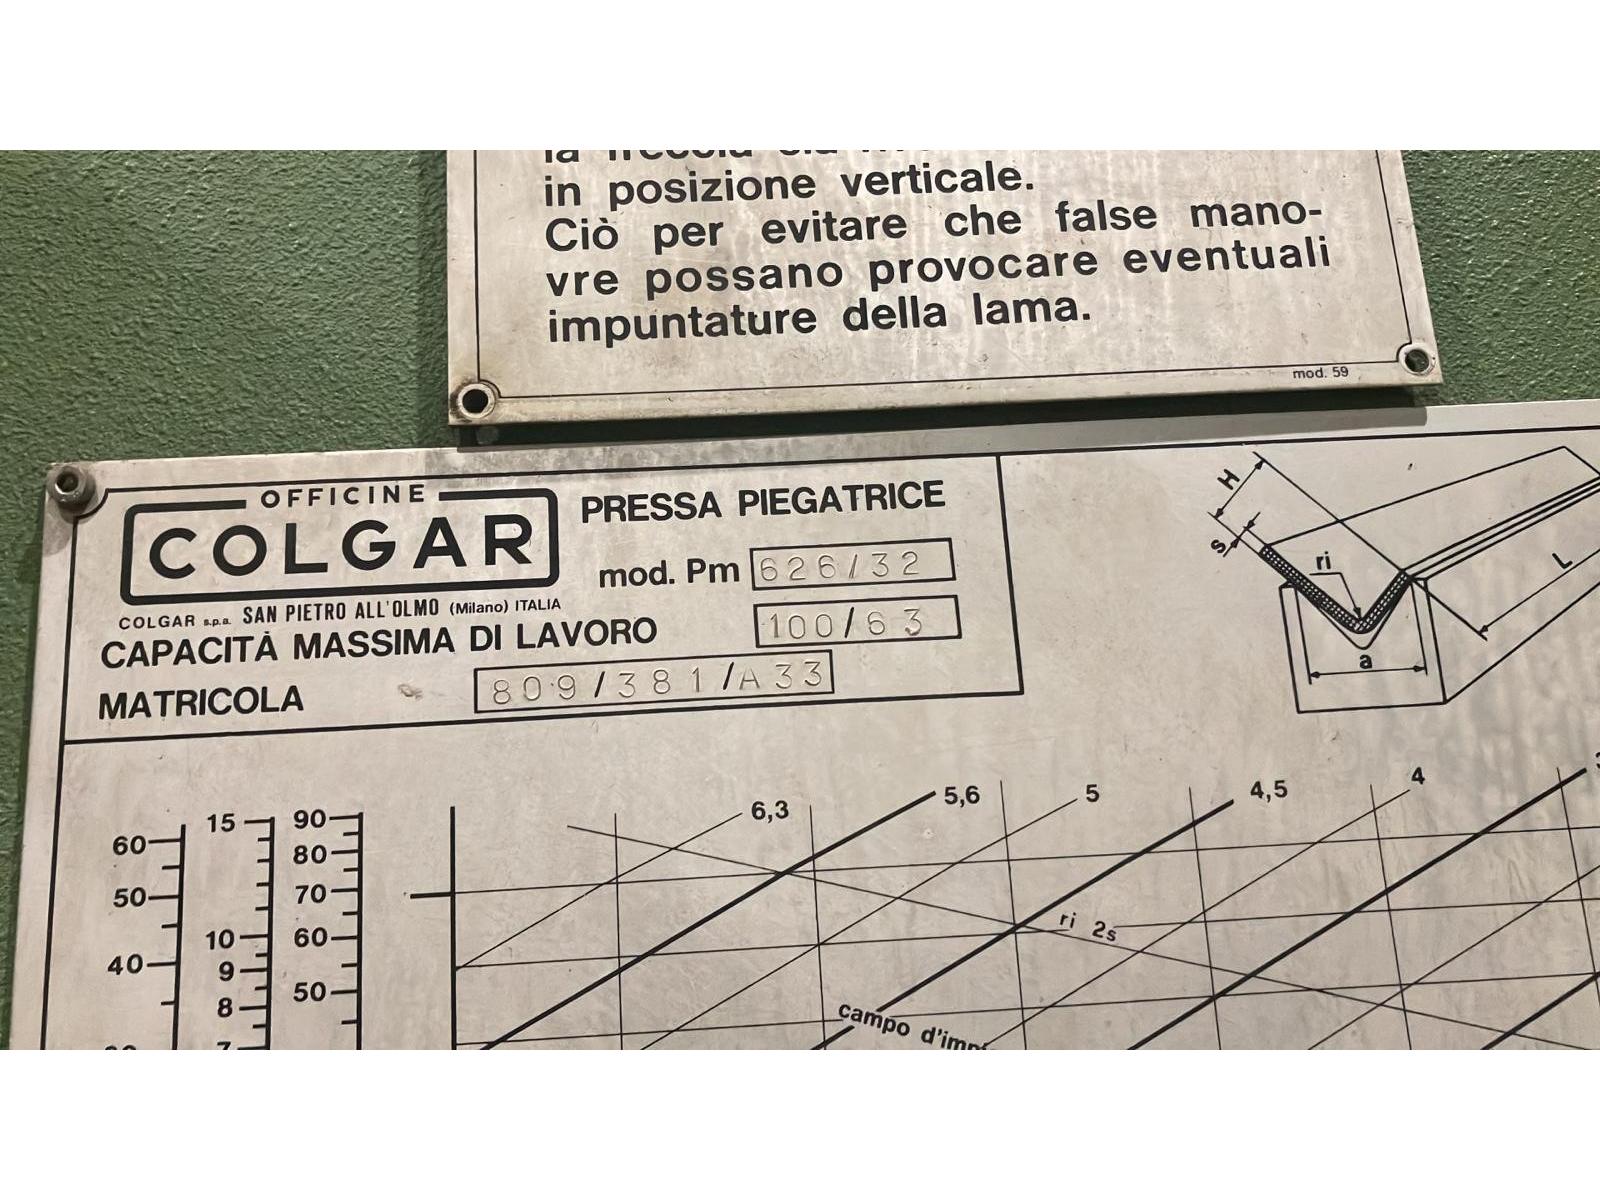 in posizione verticale.
Ciò per evitare che false mano-
vre possano provocare eventuali
impuntature della lama.
mod. 59
OFFICINE
COLGAR
COLGAR s.p.a. SAN PIETRO ALL'OLMO (Milano) ITALIA
PRESSA PIEGATRICE
mod. Pm 626/32
CAPACITÀ MASSIMA DI LAVORO 100/63
MATRICOLA 809/381/A33
H
s
ri
L
a
6,3
5,6
5
4,5
4
60
50
40
15
10
9
8
7
90
80
70
60
50
ri 2s
campo d'impi